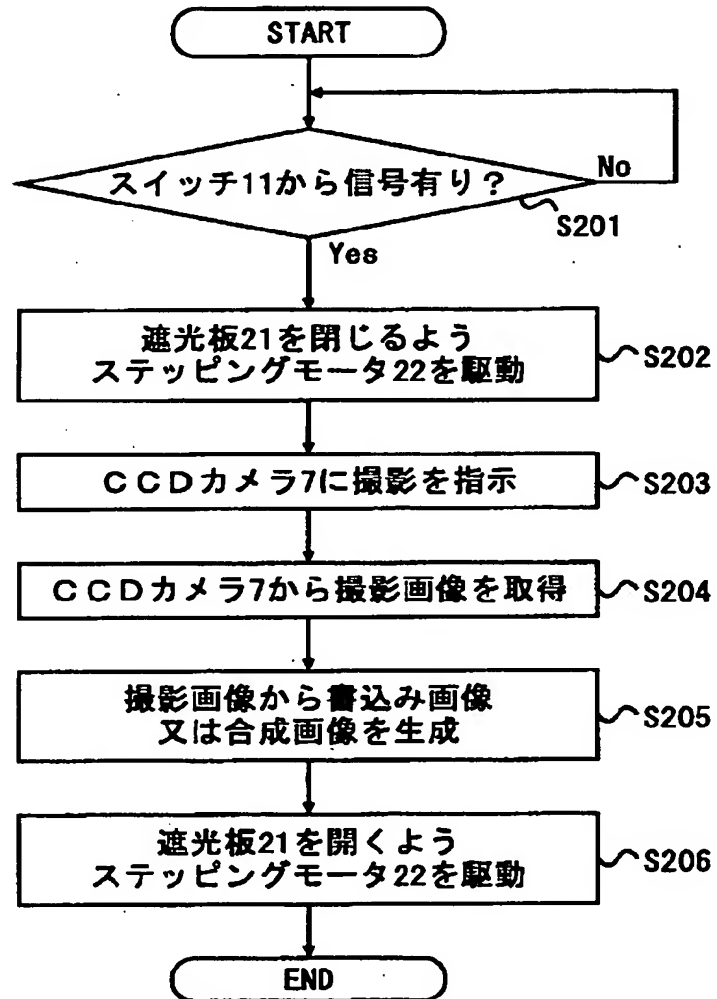 START
スイッチ11から信号有り？
No
S201
Yes
遮光板21を閉じるよう
ステッピングモータ22を駆動
S202
ＣＣＤカメラ7に撮影を指示
S203
ＣＣＤカメラ7から撮影画像を取得
S204
撮影画像から書込み画像
又は合成画像を生成
S205
遮光板21を開くよう
ステッピングモータ22を駆動
S206
END